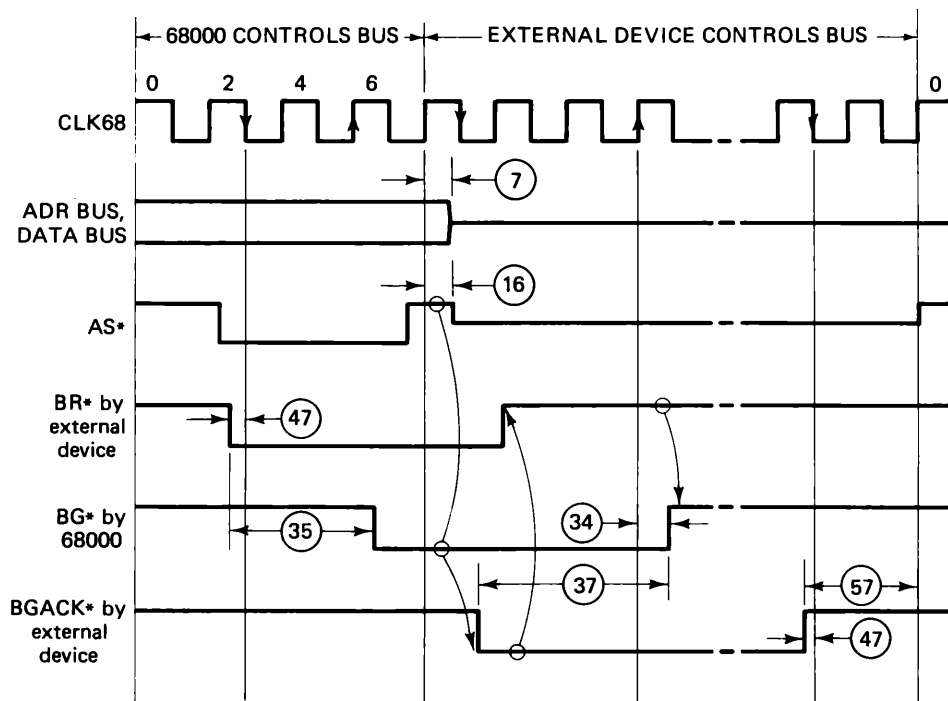 68000 CONTROLS BUS
EXTERNAL DEVICE CONTROLS BUS
0 2 4 6 0
CLK68
7
ADR BUS,
DATA BUS
16
AS*
BR* by
external
device
47
BG* by
68000
35
34
37
BGACK* by
external
device
57
47